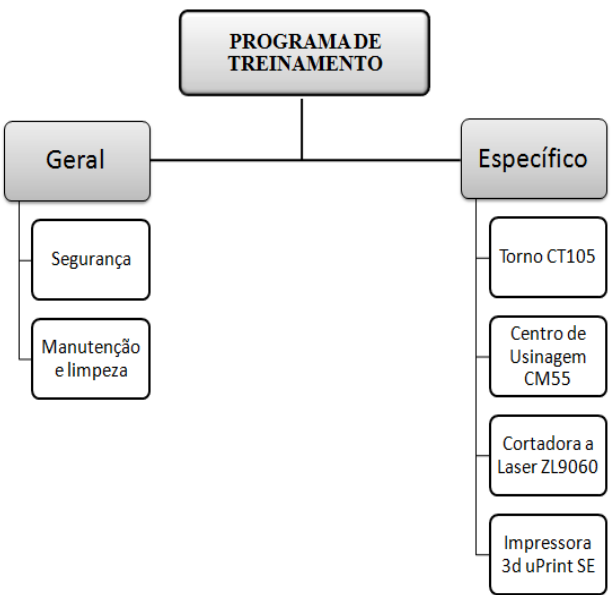 PROGRAMA DE
TREINAMENTO
Geral
Segurança
Manutenção
e limpeza
Específico
Torno CT105
Centro de
Usinagem
CM55
Cortadora a
Laser ZL9060
Impressora
3d uPrint SE